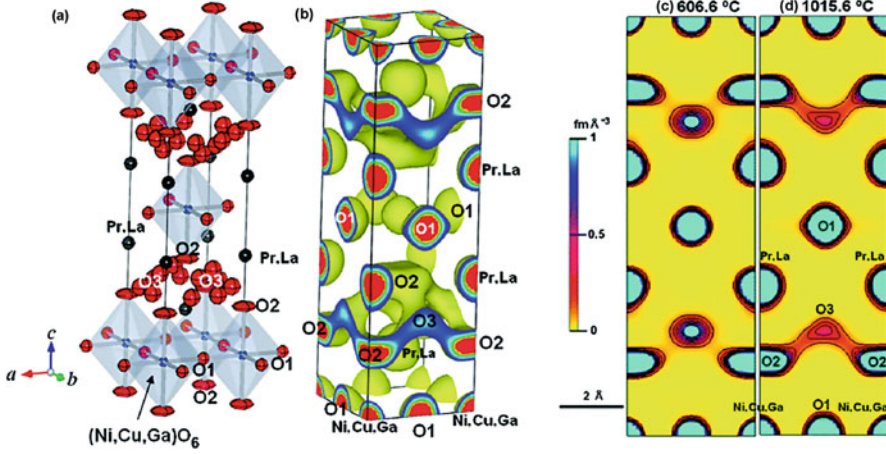 (a)
Pr,La
O2
Pr,La
O3
O3
O2
c
a
b
O1
O1
O2
(Ni,Cu,Ga)O6
(b)
O2
Pr,La
O1
O1
O1
Pr,La
O2
O3
O2
O2
O2
Pr,La
O1
Ni,Cu,Ga
O1
Ni,Cu,Ga
fm Å⁻³
1
0.5
0
2 Å
(c) 606.6 °C
(d) 1015.6 °C
O1
Pr,La
Pr,La
O3
O2
O2
Ni,Cu,Ga
O1
Ni,Cu,Ga